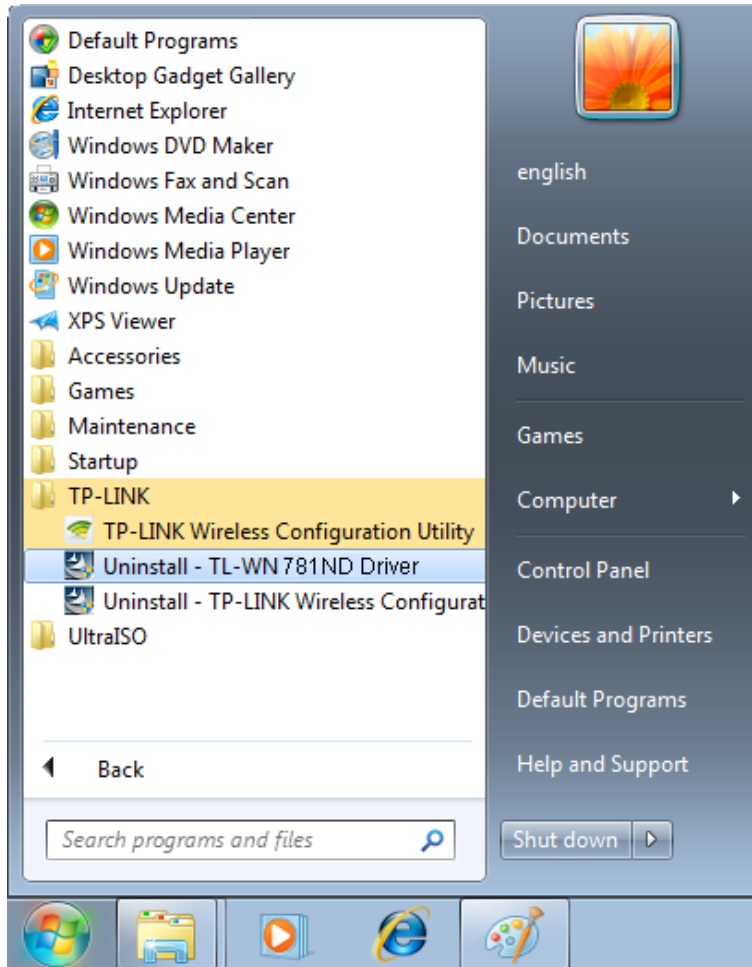 Default Programs
Desktop Gadget Gallery
Internet Explorer
Windows DVD Maker
Windows Fax and Scan
Windows Media Center
Windows Media Player
Windows Update
XPS Viewer
Accessories
Games
Maintenance
Startup
TP-LINK
TP-LINK Wireless Configuration Utility
Uninstall - TL-WN 781ND Driver
Uninstall - TP-LINK Wireless Configurat
UltraISO
Back
Search programs and files
english
Documents
Pictures
Music
Games
Computer
Control Panel
Devices and Printers
Default Programs
Help and Support
Shut down